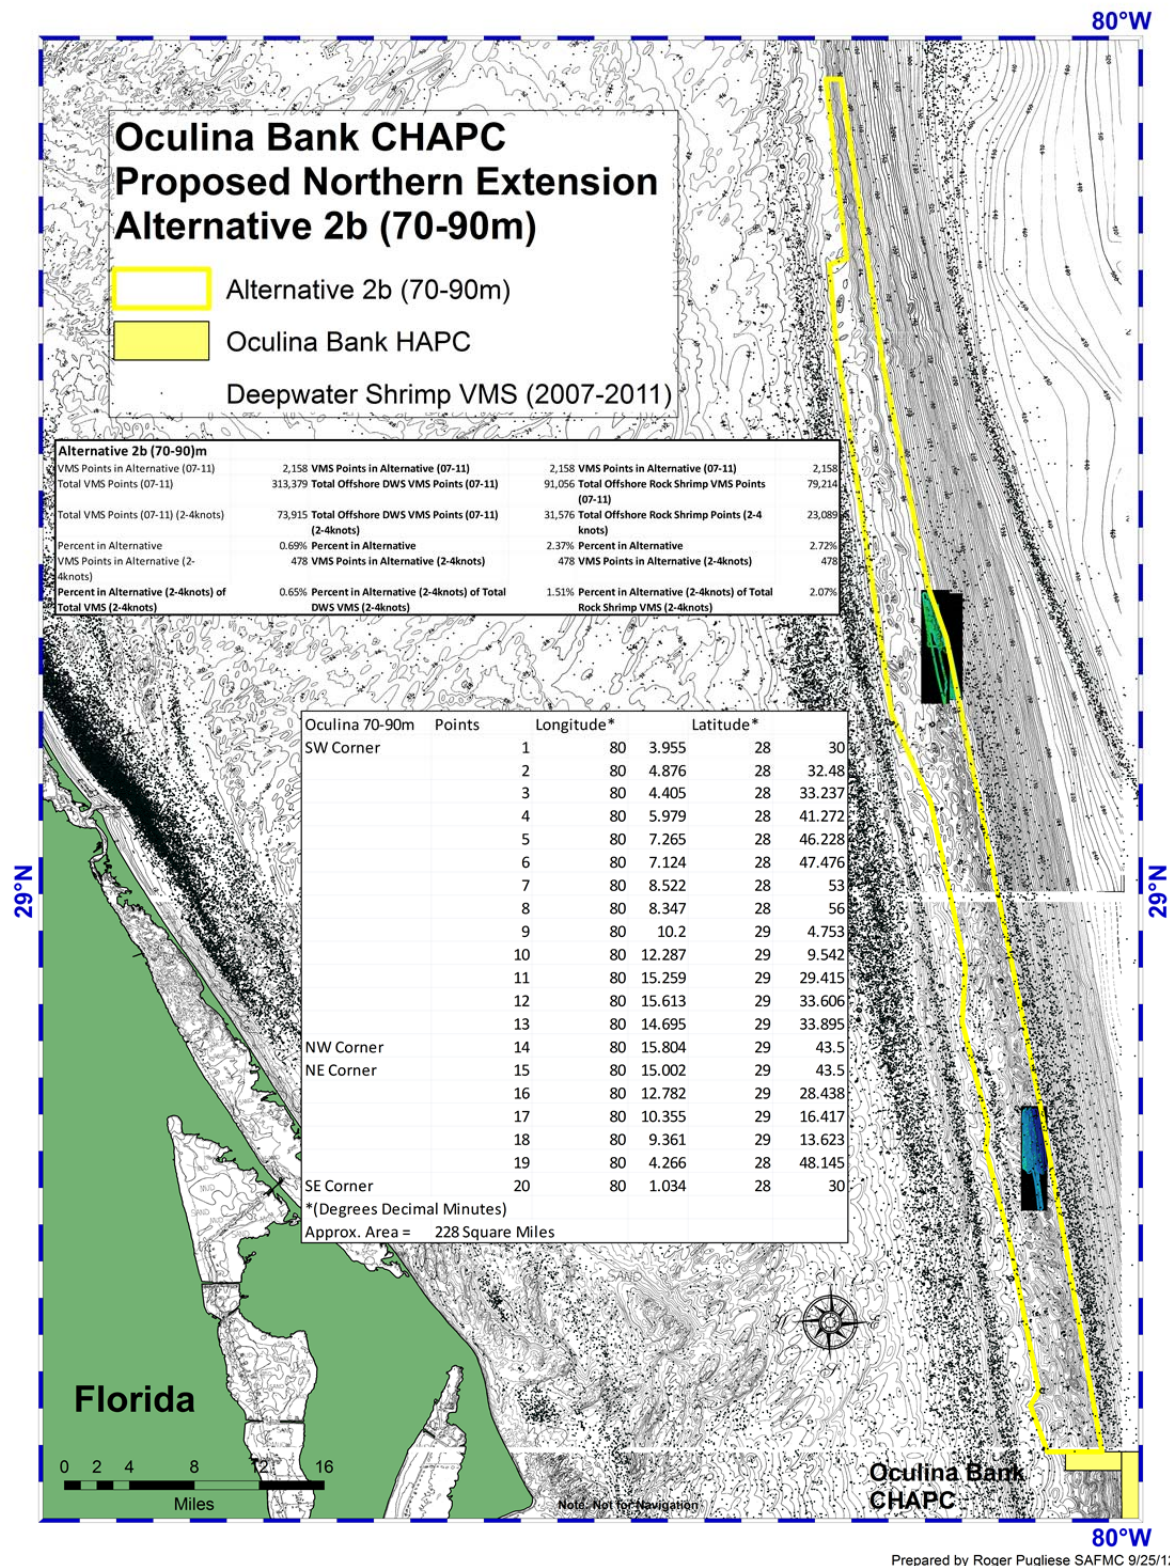 80°W
Oculina Bank CHAPC
Proposed Northern Extension
Alternative 2b (70-90m)
Alternative 2b (70-90m)
Oculina Bank HAPC
Deepwater Shrimp VMS (2007-2011)
Alternative 2b (70-90)m
VMS Points in Alternative (07-11) 2,158 VMS Points in Alternative (07-11) 2,158 VMS Points in Alternative (07-11) 2,158
Total VMS Points (07-11) 313,379 Total Offshore DWS VMS Points (07-11) 91,056 Total Offshore Rock Shrimp VMS Points 79,214
(07-11)
Total VMS Points (07-11) (2-4knots) 73,915 Total Offshore DWS VMS Points (07-11) 31,576 Total Offshore Rock Shrimp Points (2-4 23,089
(2-4knots) knots)
Percent in Alternative 0.69% Percent in Alternative 2.37% Percent in Alternative 2.72%
VMS Points in Alternative (2- 478 VMS Points in Alternative (2-4knots) 478 VMS Points in Alternative (2-4knots) 478
4knots)
Percent in Alternative (2-4knots) of 0.65% Percent in Alternative (2-4knots) of Total 1.51% Percent in Alternative (2-4knots) of Total 2.07%
Total VMS (2-4knots) DWS VMS (2-4knots) Rock Shrimp VMS (2-4knots)
Oculina 70-90m Points Longitude* Latitude*
SW Corner 1 80 3.955 28 30
2 80 4.876 28 32.48
3 80 4.405 28 33.237
4 80 5.979 28 41.272
5 80 7.265 28 46.228
6 80 7.124 28 47.476
7 80 8.522 28 53
8 80 8.347 28 56
9 80 10.2 29 4.753
10 80 12.287 29 9.542
11 80 15.259 29 29.415
12 80 15.613 29 33.606
13 80 14.695 29 33.895
NW Corner 14 80 15.804 29 43.5
NE Corner 15 80 15.002 29 43.5
16 80 12.782 29 28.438
17 80 10.355 29 16.417
18 80 9.361 29 13.623
19 80 4.266 28 48.145
SE Corner 20 80 1.034 28 30
*(Degrees Decimal Minutes)
Approx. Area = 228 Square Miles
29°N
29°N
Florida
0 2 4 8 12 16
Miles
Oculina Bank
CHAPC
Note: Not for Navigation
80°W
Prepared by Roger Pugliese SAFMC 9/25/12